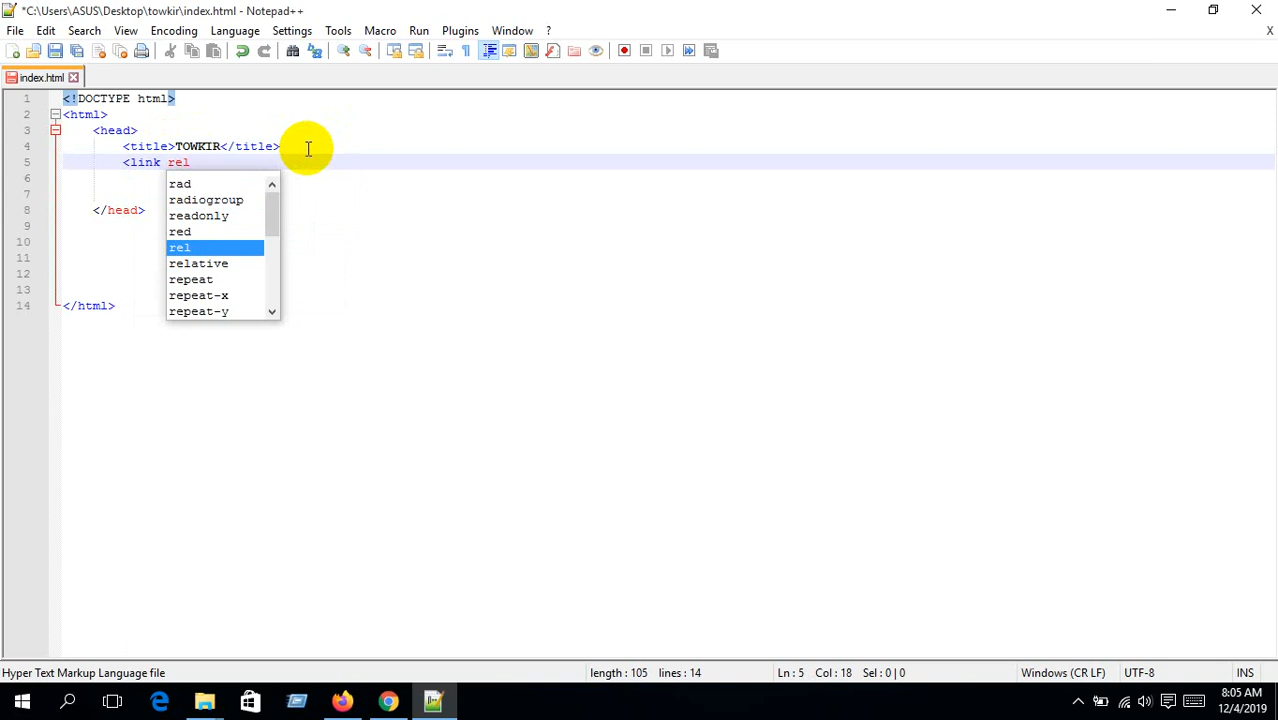 *C:\Users\ASUS\Desktop\towkir\index.html - Notepad++
File Edit Search View Encoding Language Settings Tools Macro Run Plugins Window ? X
index.html
1 <!DOCTYPE html>
2 <html>
3 <head>
4 <title>TOWKIR</title>
5 <link rel
6
7
8 </head>
9
10
11
12
13
14 </html>
rad
radiogroup
readonly
red
rel
relative
repeat
repeat-x
repeat-y
Hyper Text Markup Language file length : 105 lines : 14 Ln : 5 Col : 18 Sel : 0 | 0 Windows (CR LF) UTF-8 INS
8:05 AM
12/4/2019